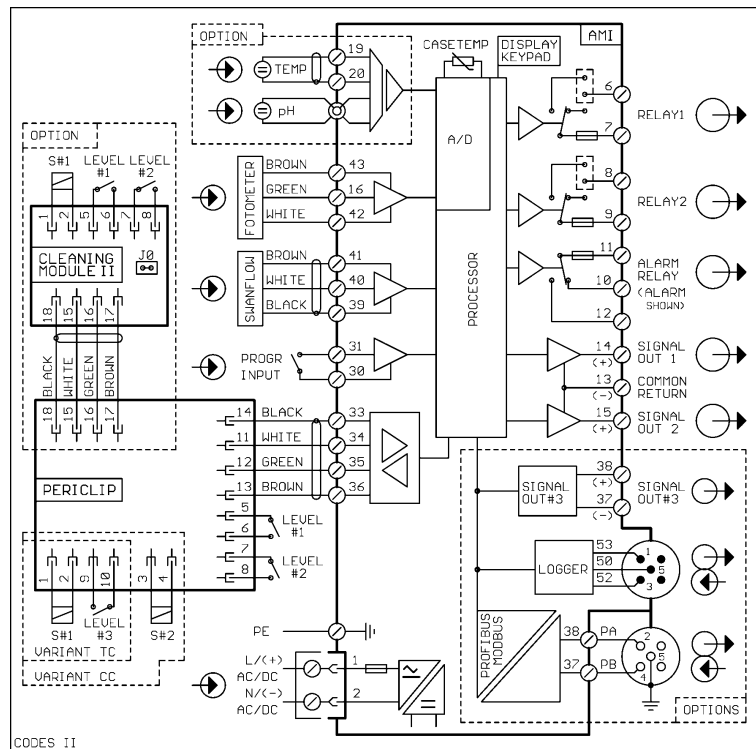 OPTION
AMI
19
TEMP
20
pH
CASETEMP
DISPLAY
KEYPAD
A/D
PROCESSOR
6
RELAY1
7
8
RELAY2
9
11
ALARM
RELAY
10
(ALARM
SHOWN)
12
14
(+)
SIGNAL
OUT 1
13
(-)
COMMON
RETURN
15
(+)
SIGNAL
OUT 2
FOTOMETER
BROWN 43
GREEN 16
WHITE 42
SWANFLOW
BROWN 41
WHITE 40
BLACK 39
PROGR
INPUT
31
30
OPTION
S#1
LEVEL
#1
LEVEL
#2
1 2 5 6 7 8
CLEANING
MODULE II
J0
18 15 16 17
BLACK WHITE GREEN BROWN
18 15 16 17
PERICLIP
14 BLACK 33
11 WHITE 34
12 GREEN 35
13 BROWN 36
5
LEVEL
#1
6
7
LEVEL
#2
8
1 2 9 10 3 4
S#1
LEVEL
#3
S#2
VARIANT TC
VARIANT CC
PE
L/(+)
AC/DC
1
N/(-)
AC/DC
2
SIGNAL
OUT#3
38
(+)
37
(-)
SIGNAL
OUT#3
LOGGER
53
50
52
1
5
3
PROFIBUS
MODBUS
38 PA
37 PB
2
5
4
OPTIONS
CODES II